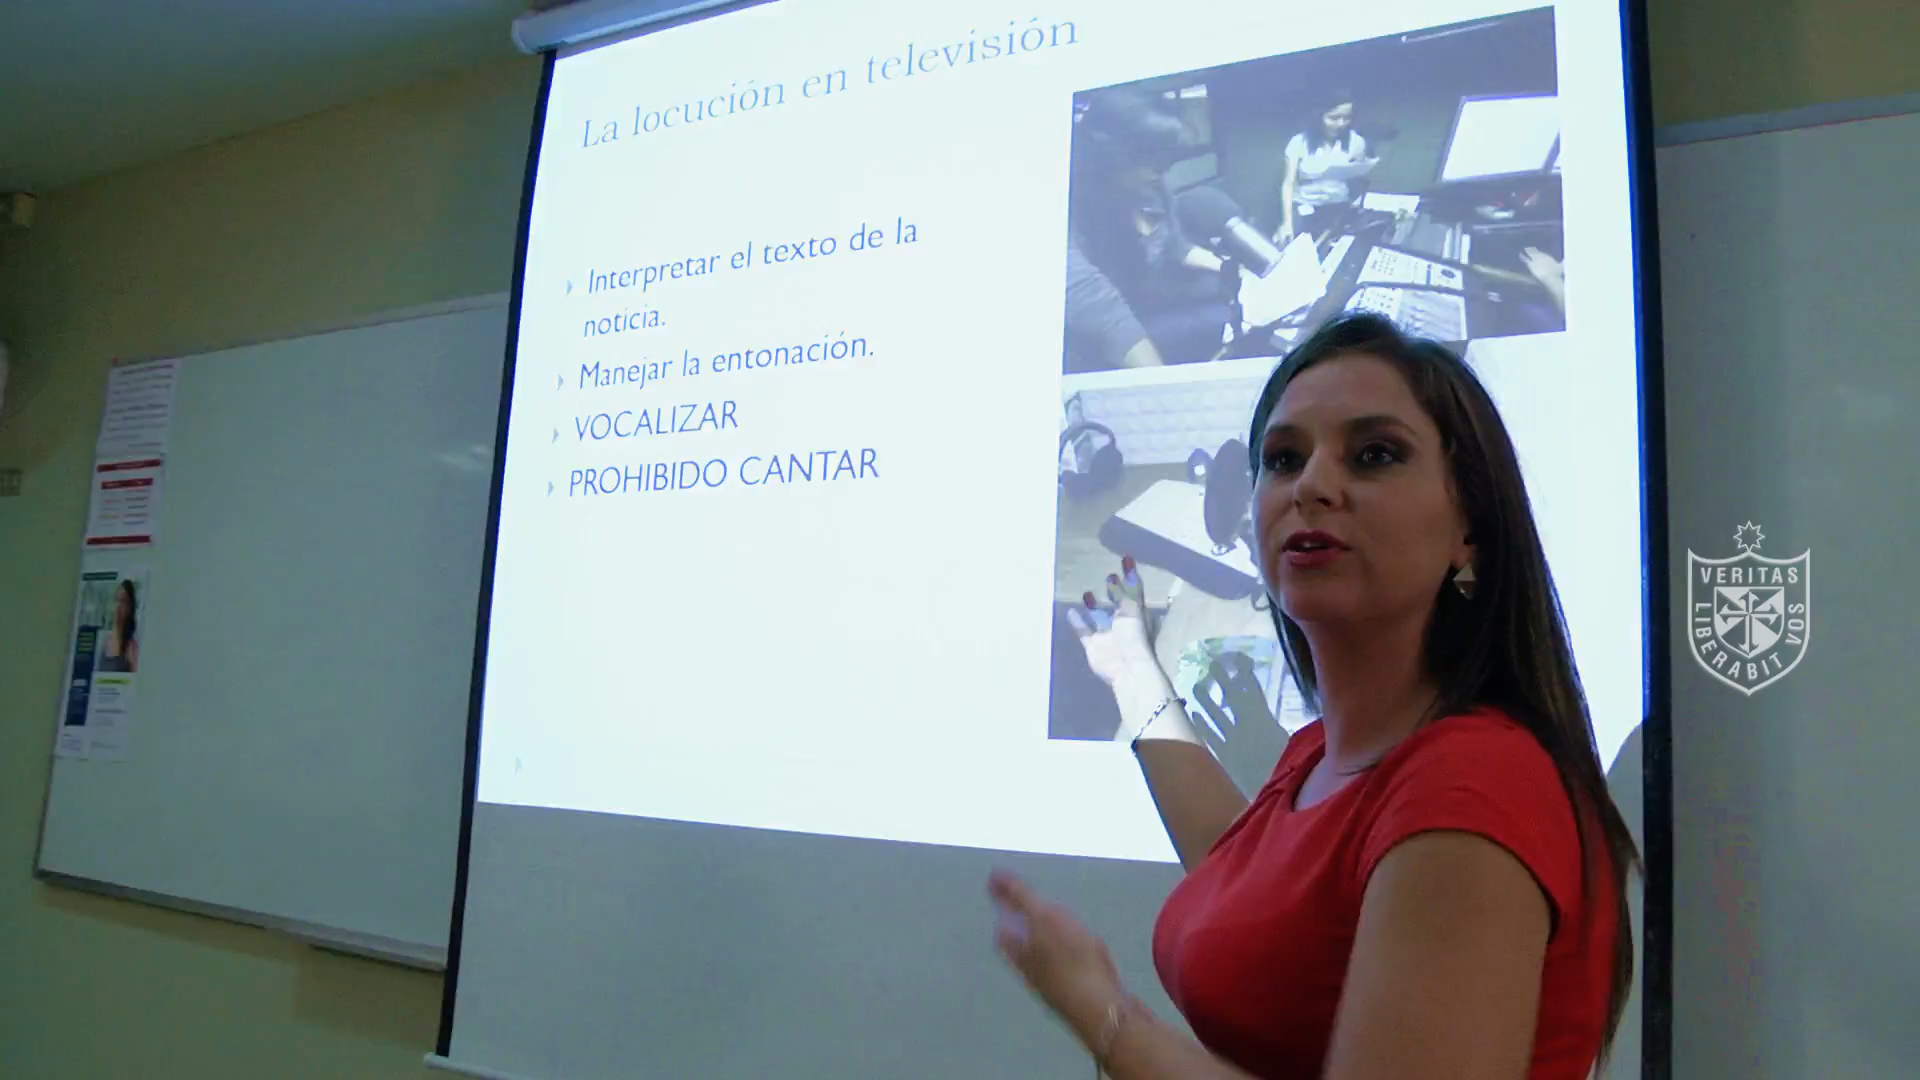 La locución en televisión
Interpretar el texto de la
noticia.
Manejar la entonación.
VOCALIZAR
PROHIBIDO CANTAR
VERITAS
LIBERABIT VOS